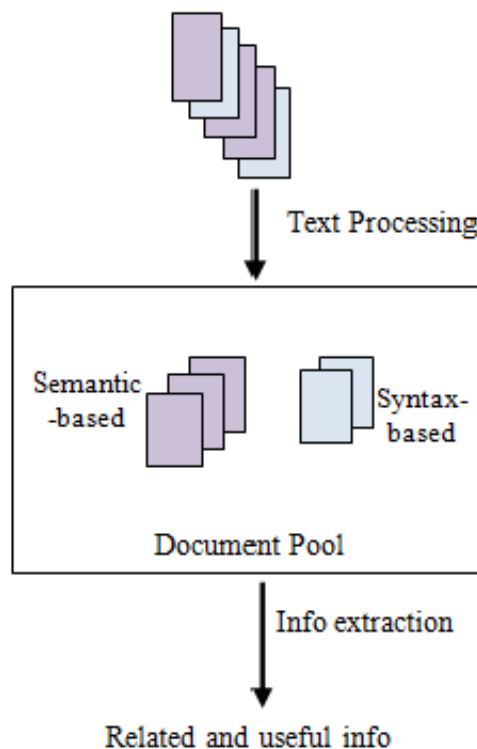 Text Processing
Semantic
-based
Syntax-
based
Document Pool
Info extraction
Related and useful info